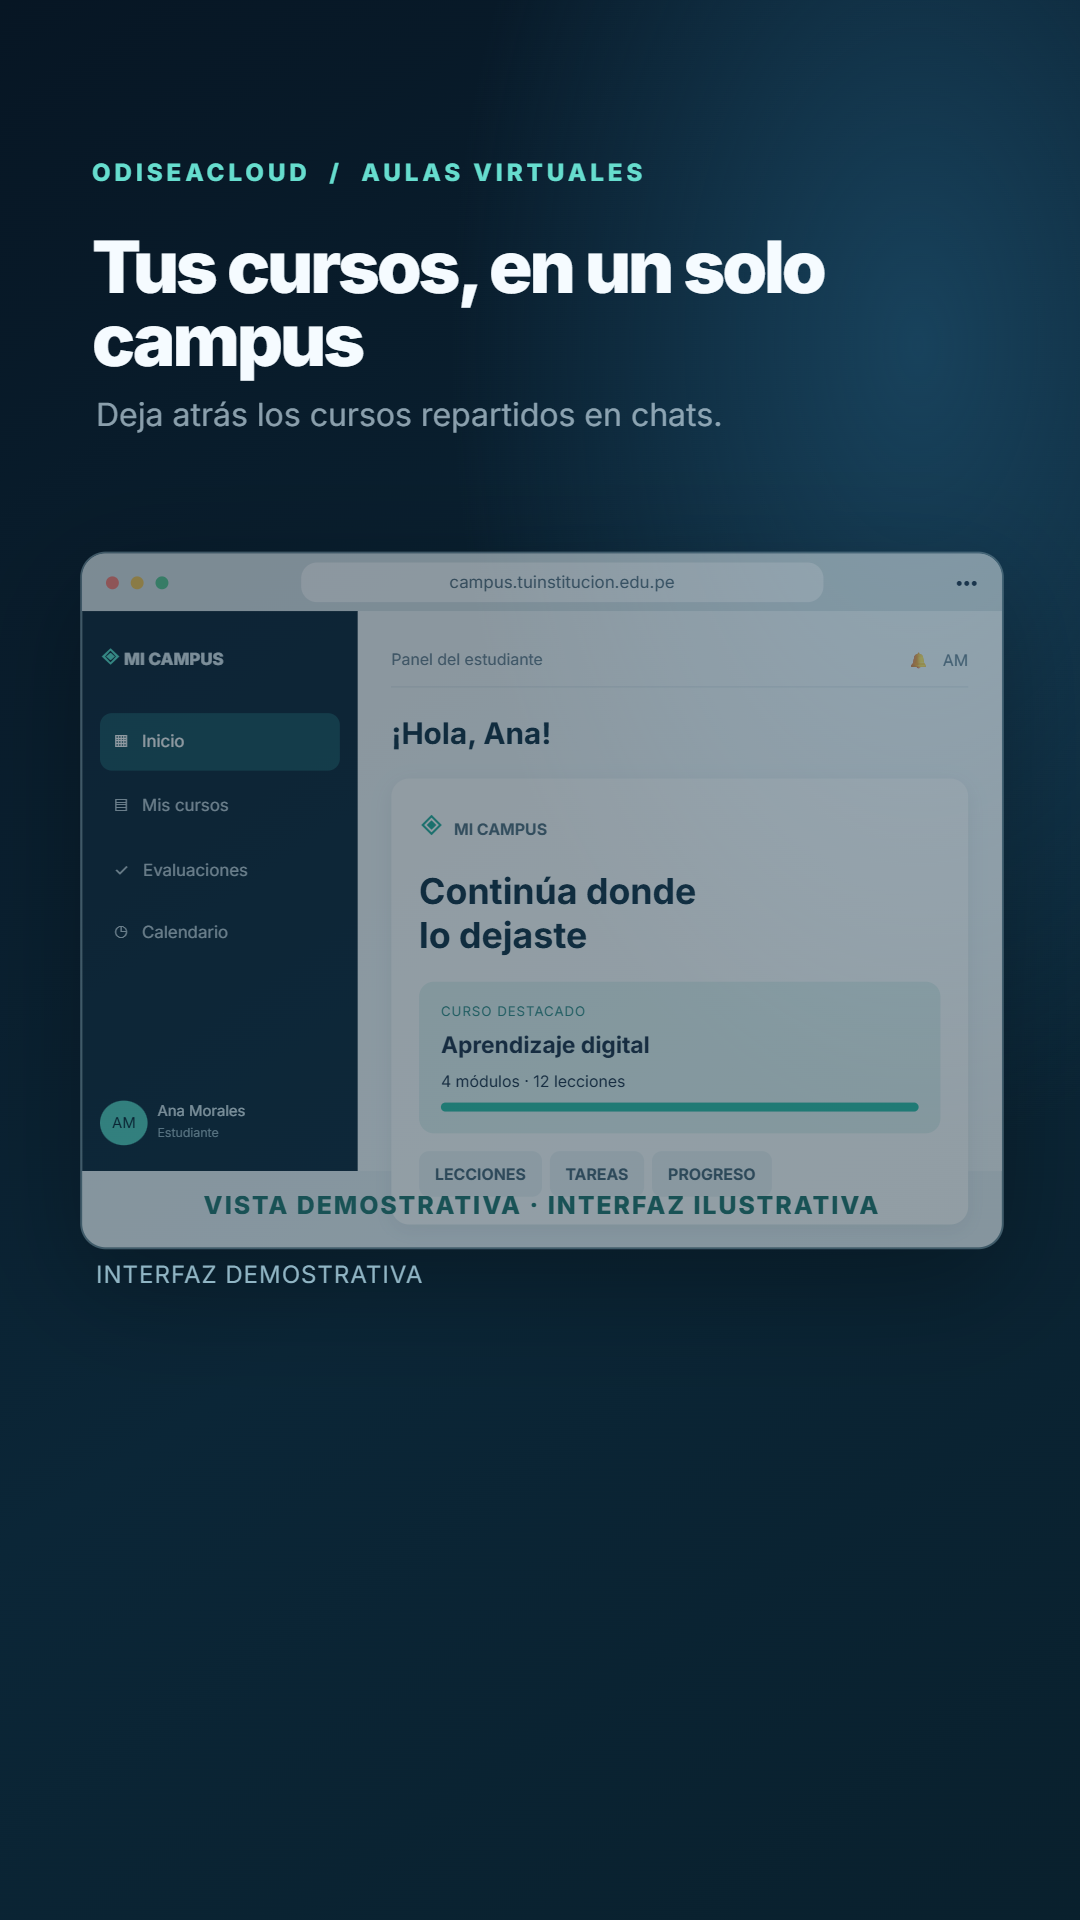 ODISEACLOUD / AULAS VIRTUALES
Tus cursos, en un solo
campus
Deja atrás los cursos repartidos en chats.
campus.tuinstitucion.edu.pe
MI CAMPUS
Inicio
Mis cursos
Evaluaciones
Calendario
AM
Ana Morales
Estudiante
Panel del estudiante
AM
¡Hola, Ana!
MI CAMPUS
Continúa donde
lo dejaste
CURSO DESTACADO
Aprendizaje digital
4 módulos · 12 lecciones
LECCIONES TAREAS PROGRESO
VISTA DEMOSTRATIVA · INTERFAZ ILUSTRATIVA
INTERFAZ DEMOSTRATIVA